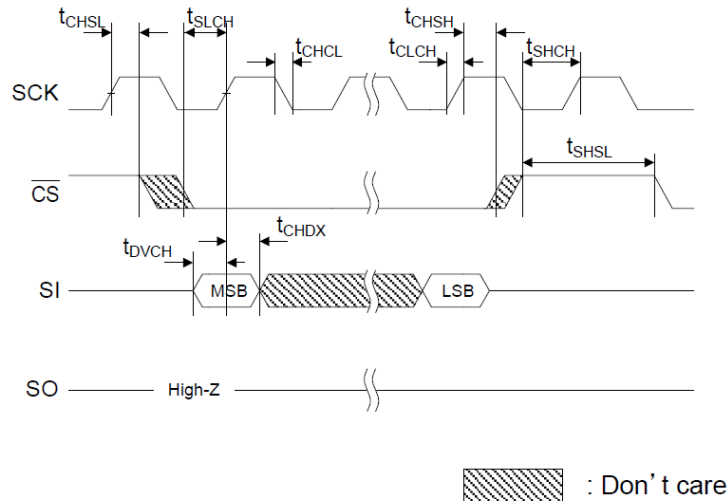 tCHSL
tSLCH
tCHCL
tCLCH
tCHSH
tSHCH
SCK
tSHSL
CS
tDVCH
tCHDX
SI
MSB
LSB
SO
High-Z
: Don't care